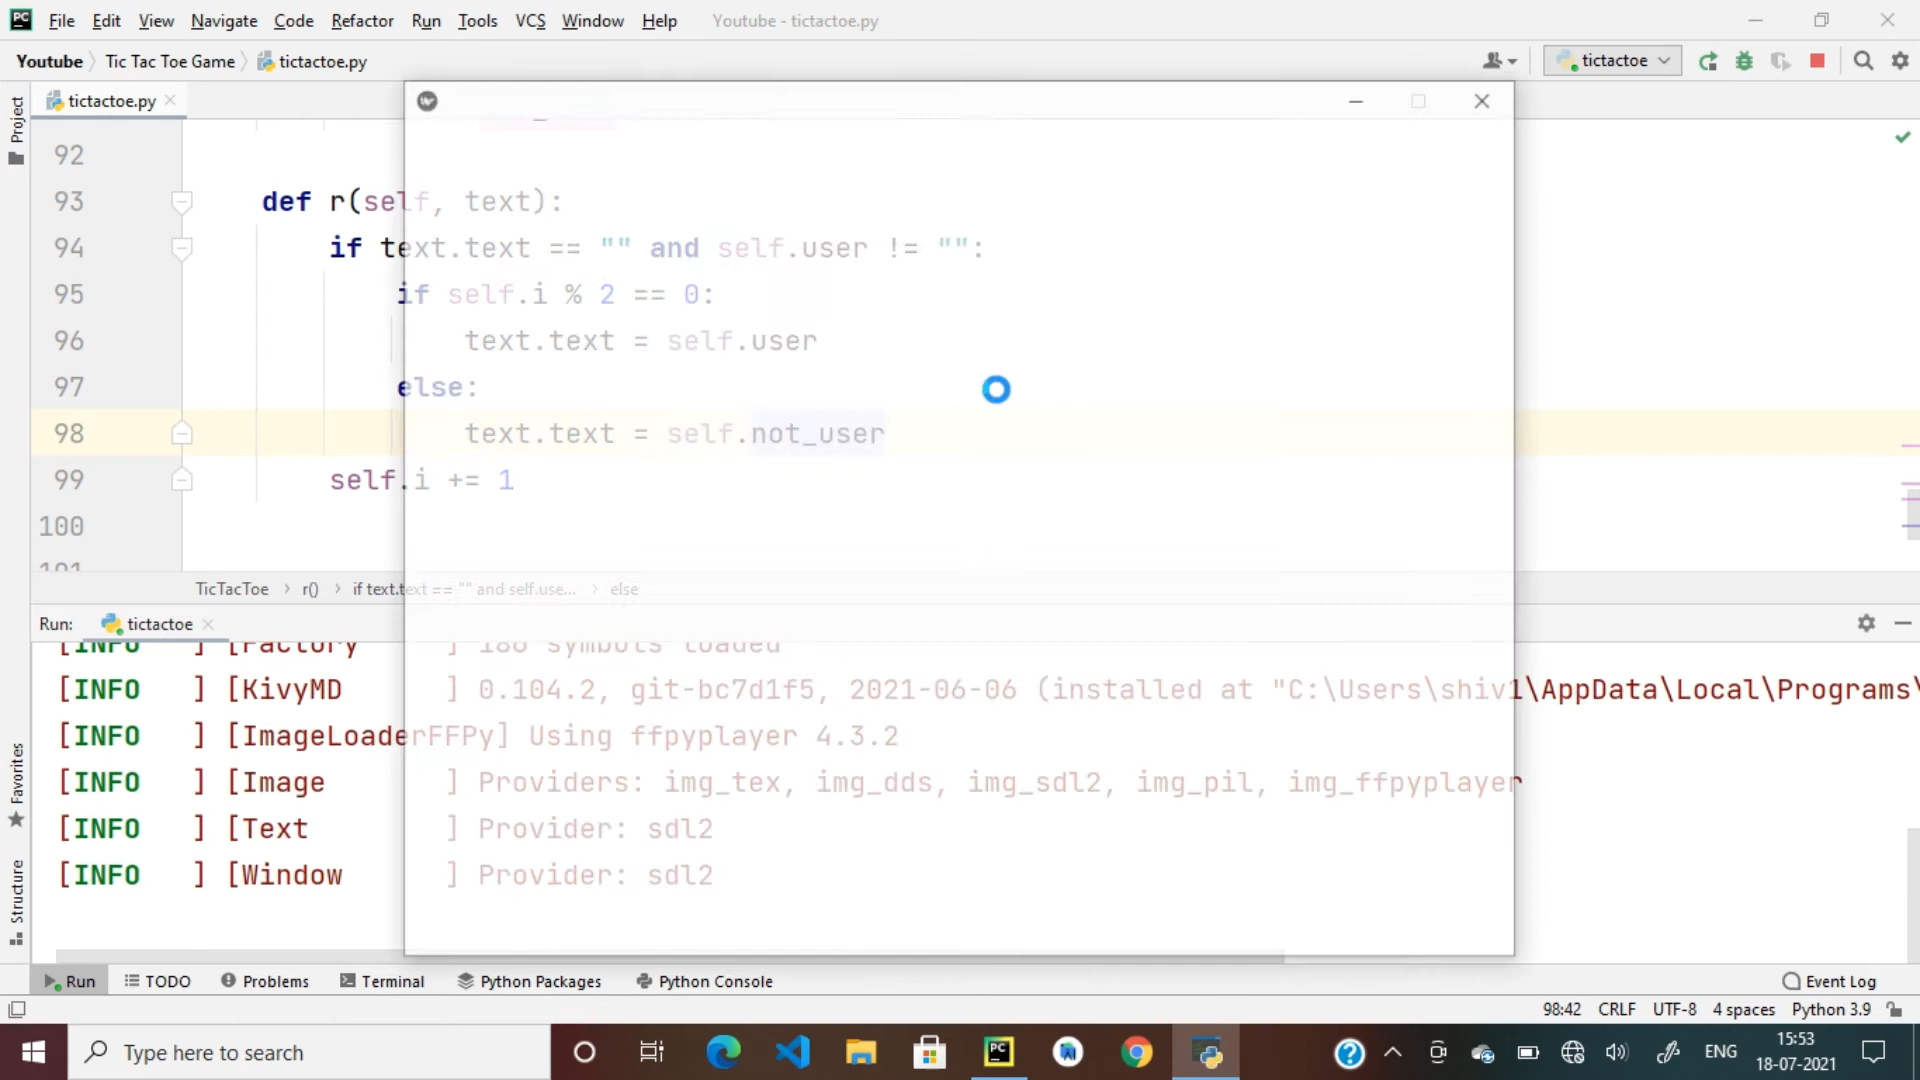 File Edit View Navigate Code Refactor Run Tools VCS Window Help Youtube - tictactoe.py
Youtube Tic Tac Toe Game tictactoe.py tictactoe
Project
tictactoe.py
92
93 def r(self, text):
94 if text.text == "" and self.user != "":
95 if self.i % 2 == 0:
96 text.text = self.user
97 else:
98 text.text = self.not_user
99 self.i += 1
100
101
TicTacToe r() if text.text == "" and self.use... else
Run: tictactoe
[INFO ] [Factory ] 186 symbols loaded
[INFO ] [KivyMD ] 0.104.2, git-bc7d1f5, 2021-06-06 (installed at "C:\Users\shiv1\AppData\Local\Programs\
[INFO ] [ImageLoaderFFPy] Using ffpyplayer 4.3.2
[INFO ] [Image ] Providers: img_tex, img_dds, img_sdl2, img_pil, img_ffpyplayer
[INFO ] [Text ] Provider: sdl2
[INFO ] [Window ] Provider: sdl2
Favorites
Structure
Run TODO Problems Terminal Python Packages Python Console Event Log
98:42 CRLF UTF-8 4 spaces Python 3.9
Type here to search
ENG
15:53
18-07-2021